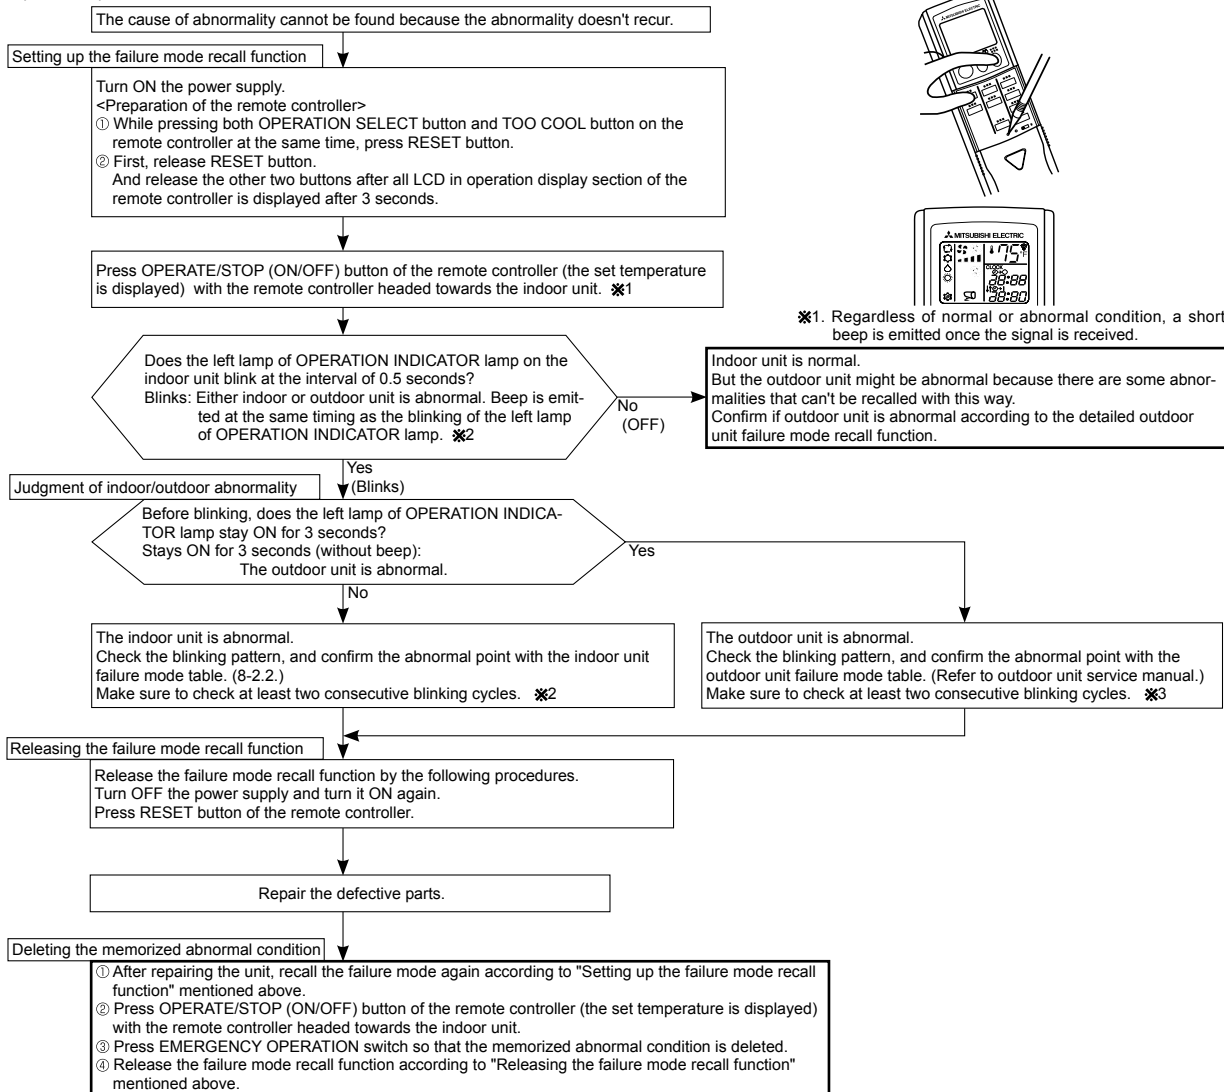 The cause of abnormality cannot be found because the abnormality doesn't recur.
Setting up the failure mode recall function
Turn ON the power supply.
<Preparation of the remote controller>
① While pressing both OPERATION SELECT button and TOO COOL button on the
remote controller at the same time, press RESET button.
② First, release RESET button.
And release the other two buttons after all LCD in operation display section of the
remote controller is displayed after 3 seconds.
MITSUBISHI ELECTRIC
MITSUBISHI ELECTRIC
75°F
CLOCK
88:88
88:80
Press OPERATE/STOP (ON/OFF) button of the remote controller (the set temperature
is displayed) with the remote controller headed towards the indoor unit. ※1
※1. Regardless of normal or abnormal condition, a short
beep is emitted once the signal is received.
Does the left lamp of OPERATION INDICATOR lamp on the
indoor unit blink at the interval of 0.5 seconds?
Blinks: Either indoor or outdoor unit is abnormal. Beep is emit-
ted at the same timing as the blinking of the left lamp
of OPERATION INDICATOR lamp. ※2
No
(OFF)
Indoor unit is normal.
But the outdoor unit might be abnormal because there are some abnor-
malities that can't be recalled with this way.
Confirm if outdoor unit is abnormal according to the detailed outdoor
unit failure mode recall function.
Yes
(Blinks)
Judgment of indoor/outdoor abnormality
Before blinking, does the left lamp of OPERATION INDICA-
TOR lamp stay ON for 3 seconds?
Stays ON for 3 seconds (without beep):
The outdoor unit is abnormal.
Yes
No
The indoor unit is abnormal.
Check the blinking pattern, and confirm the abnormal point with the indoor unit
failure mode table. (8-2.2.)
Make sure to check at least two consecutive blinking cycles. ※2
The outdoor unit is abnormal.
Check the blinking pattern, and confirm the abnormal point with the
outdoor unit failure mode table. (Refer to outdoor unit service manual.)
Make sure to check at least two consecutive blinking cycles. ※3
Releasing the failure mode recall function
Release the failure mode recall function by the following procedures.
Turn OFF the power supply and turn it ON again.
Press RESET button of the remote controller.
Repair the defective parts.
Deleting the memorized abnormal condition
① After repairing the unit, recall the failure mode again according to "Setting up the failure mode recall
function" mentioned above.
② Press OPERATE/STOP (ON/OFF) button of the remote controller (the set temperature is displayed)
with the remote controller headed towards the indoor unit.
③ Press EMERGENCY OPERATION switch so that the memorized abnormal condition is deleted.
④ Release the failure mode recall function according to "Releasing the failure mode recall function"
mentioned above.